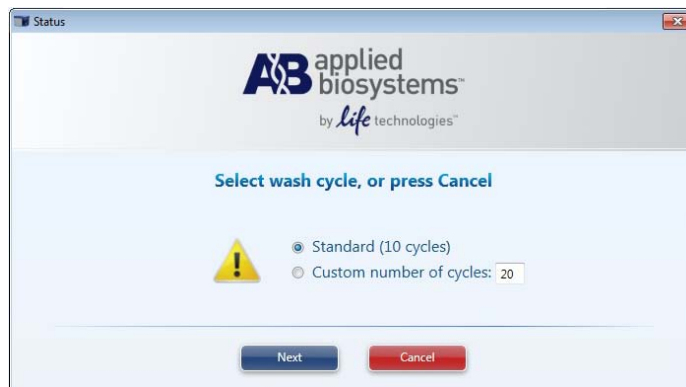 Status
AB applied
biosystems™
by life technologies™
Select wash cycle, or press Cancel
Standard (10 cycles)
Custom number of cycles: 20
Next
Cancel